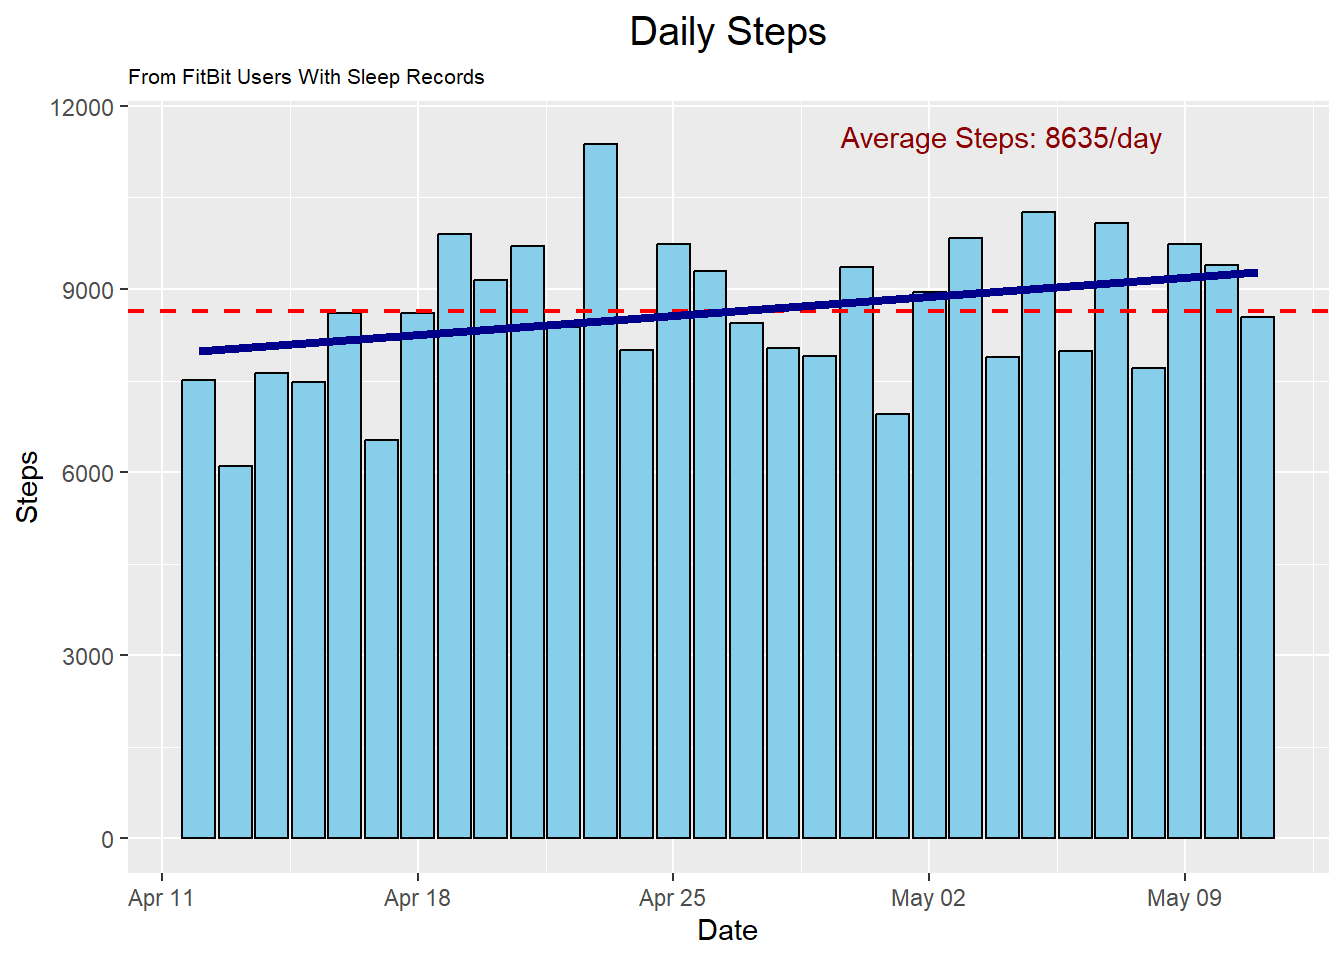 Daily Steps
From FitBit Users With Sleep Records
Average Steps: 8635/day
12000
9000
6000
3000
0
Steps
Apr 11 Apr 18 Apr 25 May 02 May 09
Date